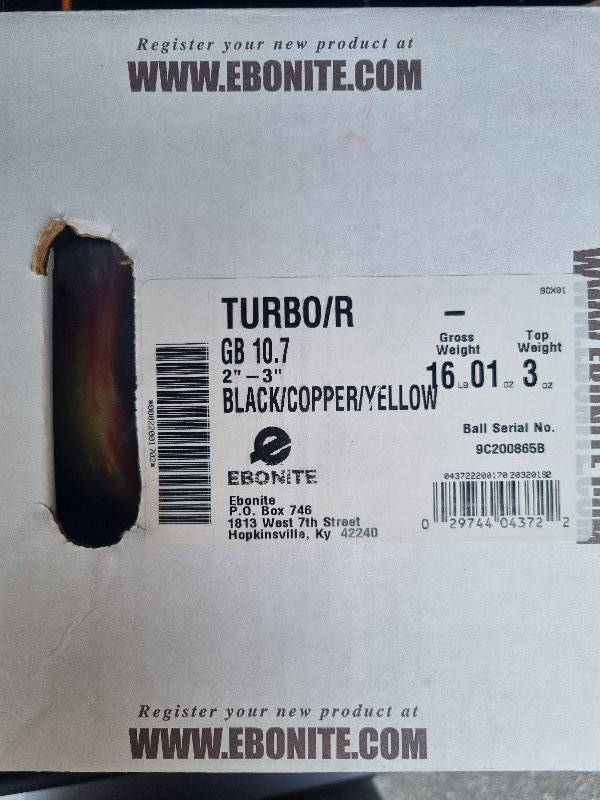 Register your new product at
WWW.EBONITE.COM
BOX01
TURBO/R
GB 10.7
2" – 3"
BLACK/COPPER/YELLOW
–
Gross Weight
Top Weight
16 LB 01 OZ 3 OZ
Ball Serial No.
9C200865B
EBONITE
Ebonite
P.O. Box 746
1813 West 7th Street
Hopkinsville, Ky 42240
043722200170 20320192
0 29744 04372 2
Register your new product at
WWW.EBONITE.COM